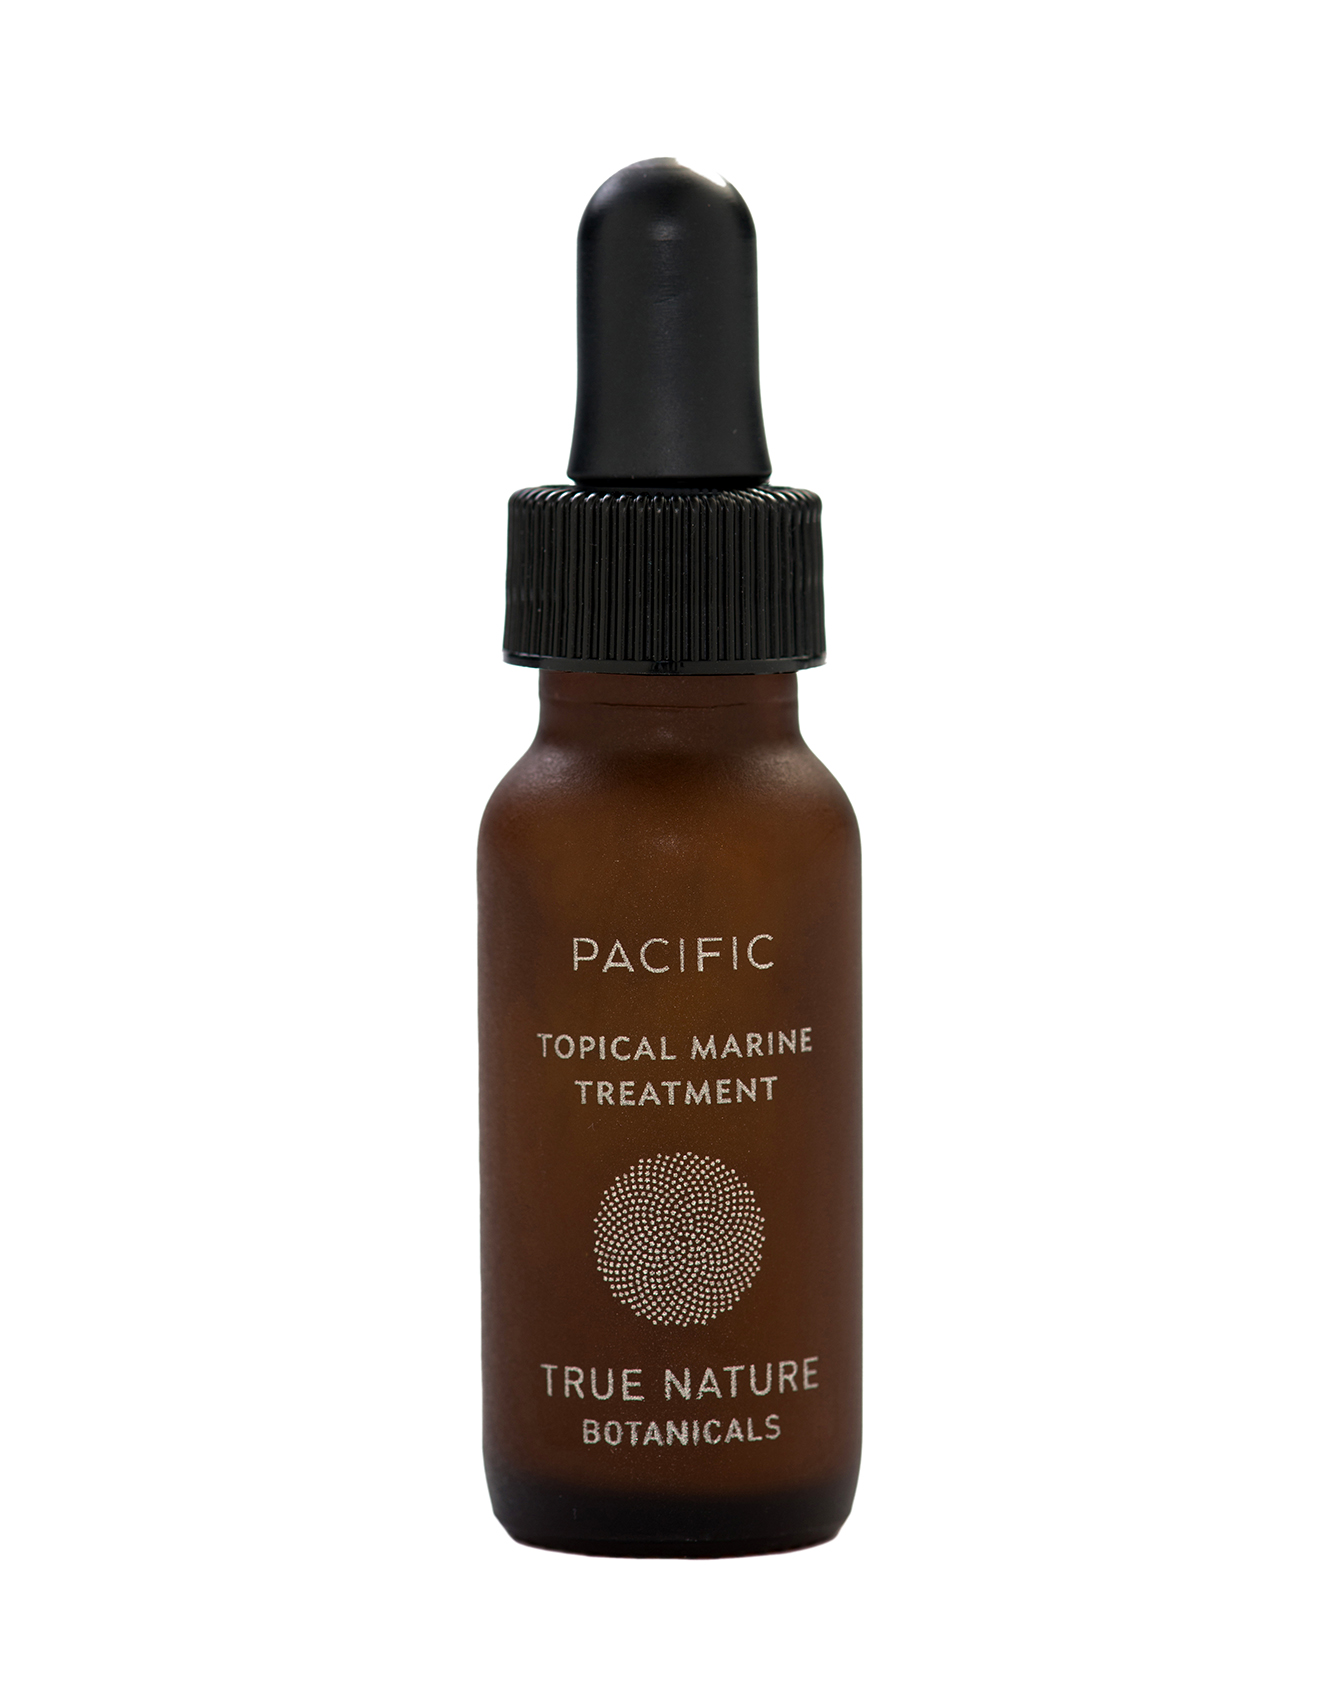 PACIFIC
TOPICAL MARINE
TREATMENT
TRUE NATURE
BOTANICALS